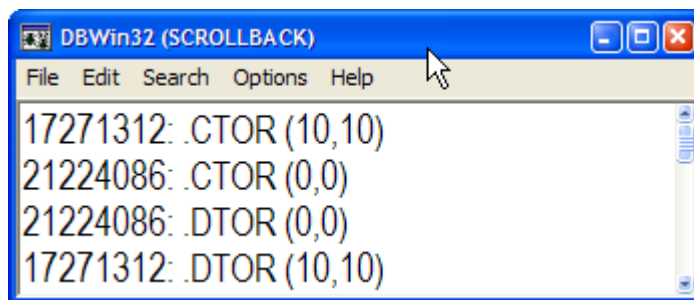 DBWin32 (SCROLLBACK)
File Edit Search Options Help
17271312: .CTOR (10,10)
21224086: .CTOR (0,0)
21224086: .DTOR (0,0)
17271312: .DTOR (10,10)